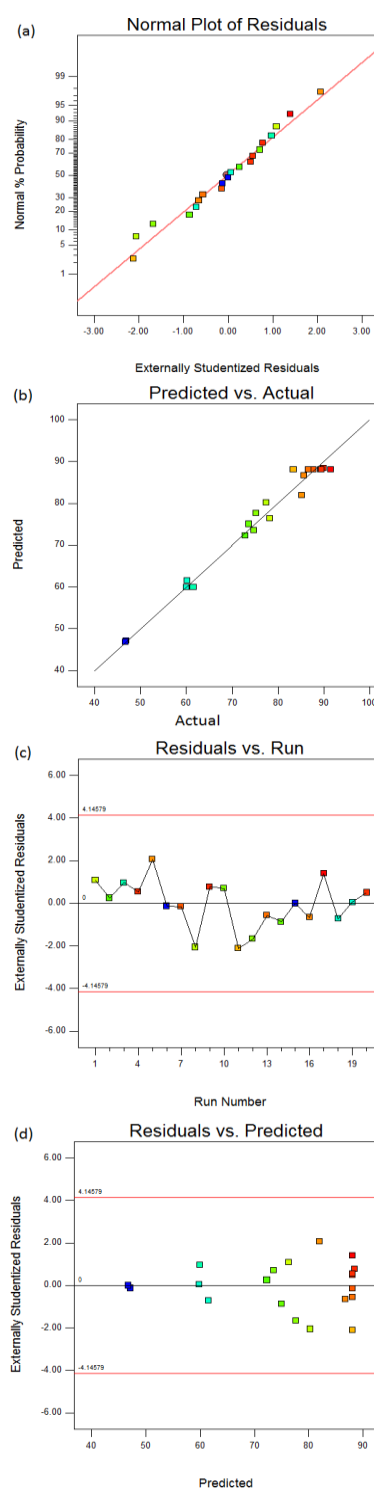 (a)
Normal Plot of Residuals
Normal % Probability
99
95
90
80
70
50
30
20
10
5
1
-3.00 -2.00 -1.00 0.00 1.00 2.00 3.00
Externally Studentized Residuals
(b)
Predicted vs. Actual
Predicted
100
90
80
70
60
50
40
40 50 60 70 80 90 100
Actual
(c)
Residuals vs. Run
Externally Studentized Residuals
6.00
4.14579
4.00
2.00
0
0.00
-2.00
-4.00
-4.14579
-6.00
1 4 7 10 13 16 19
Run Number
(d)
Residuals vs. Predicted
Externally Studentized Residuals
6.00
4.14579
4.00
2.00
0
0.00
-2.00
-4.00
-4.14579
-6.00
40 50 60 70 80 90
Predicted